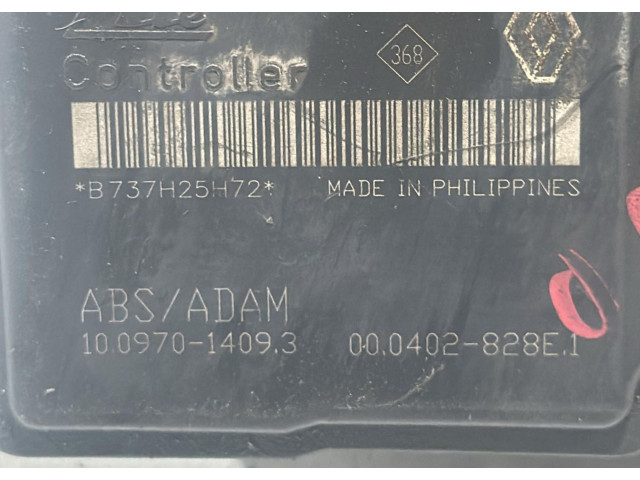 368
Controller
*B737H25H72* MADE IN PHILIPPINES
ABS/ADAM
10.0970-1409.3 00.0402-828E.1